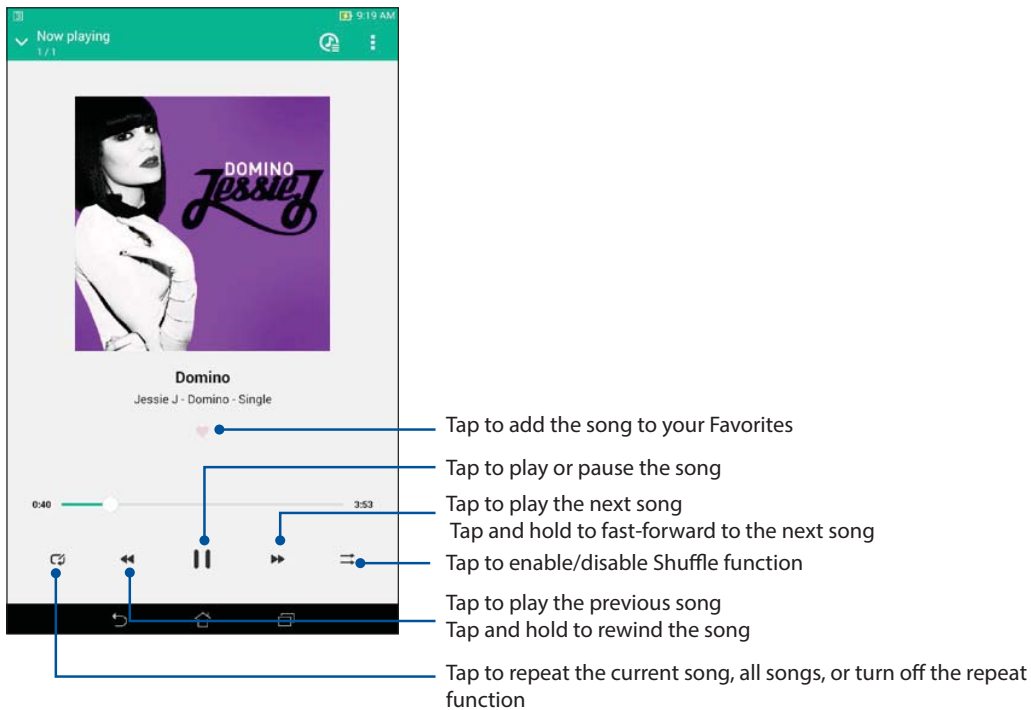 9:19 AM
Now playing
1/1
DOMINO
Jessie J
Domino
Jessie J - Domino - Single
Tap to add the song to your Favorites
Tap to play or pause the song
0:40
3:53
Tap to play the next song
Tap and hold to fast-forward to the next song
Tap to enable/disable Shuffle function
Tap to play the previous song
Tap and hold to rewind the song
Tap to repeat the current song, all songs, or turn off the repeat
function